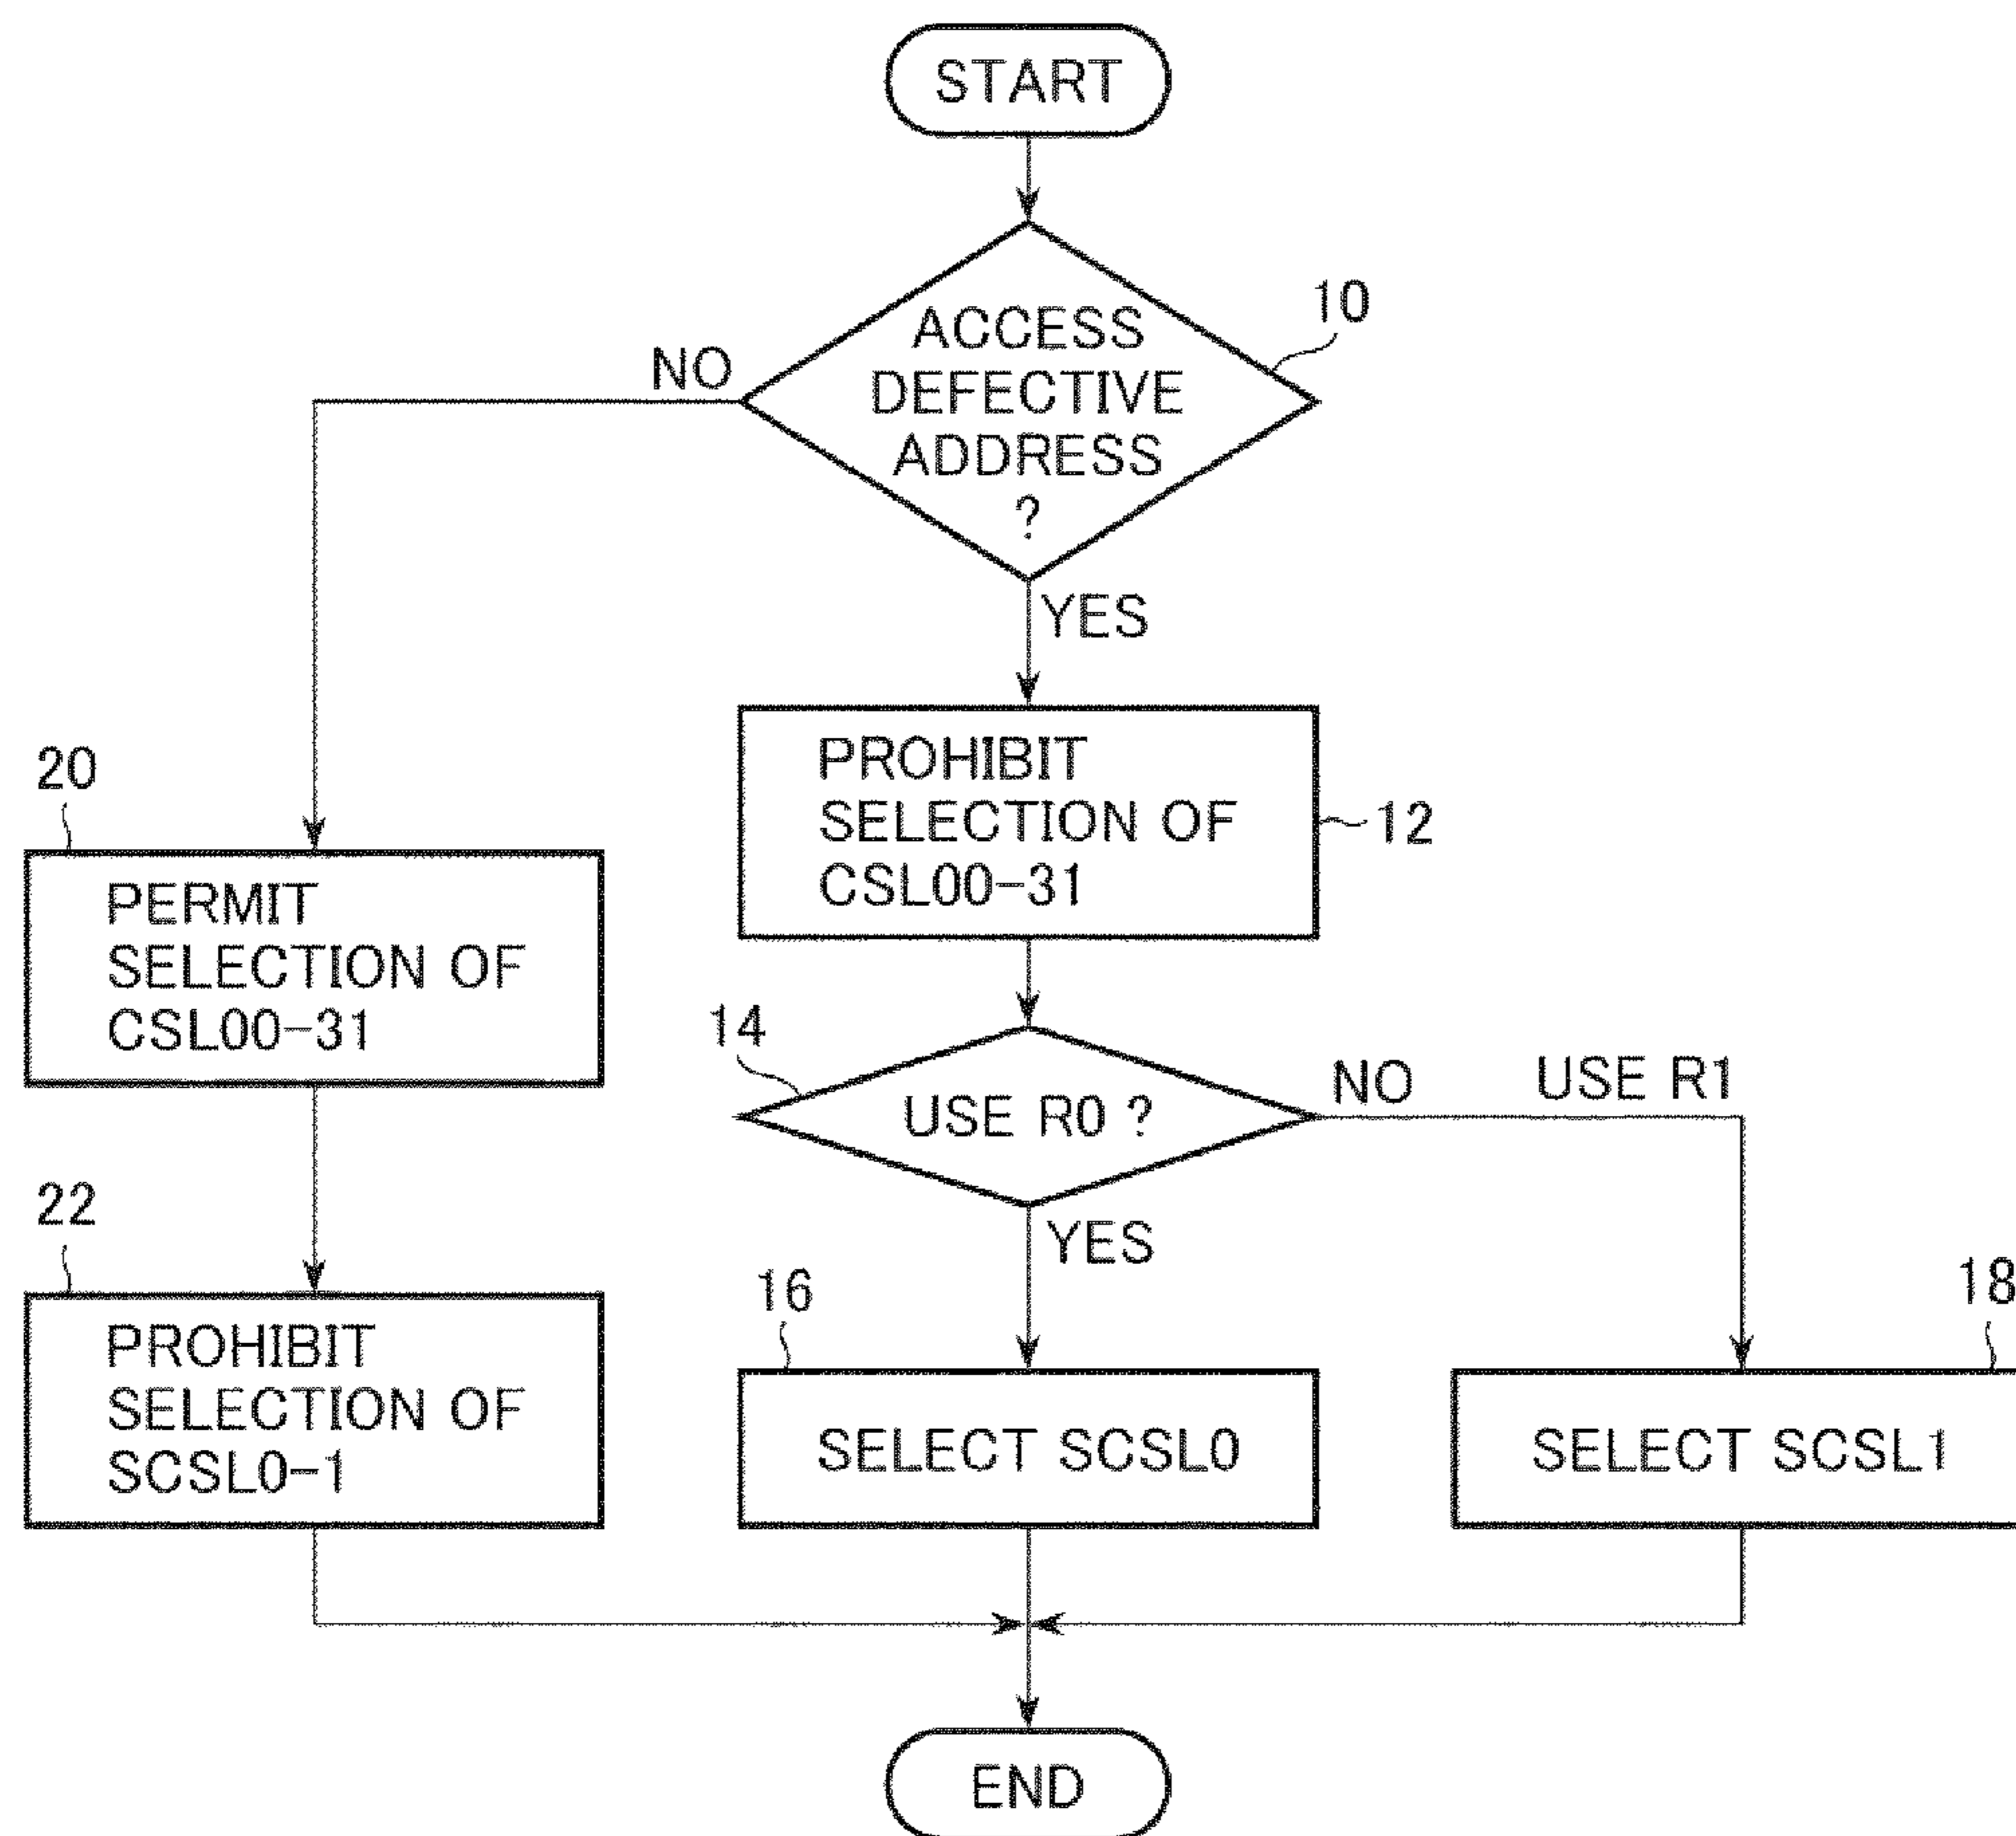 START
10
ACCESS
DEFECTIVE
ADDRESS
?
NO
YES
20
PERMIT
SELECTION OF
CSL00-31
PROHIBIT
SELECTION OF
CSL00-31
12
14
USE R0 ?
NO
USE R1
YES
22
PROHIBIT
SELECTION OF
SCSL0-1
16
SELECT SCSL0
18
SELECT SCSL1
END